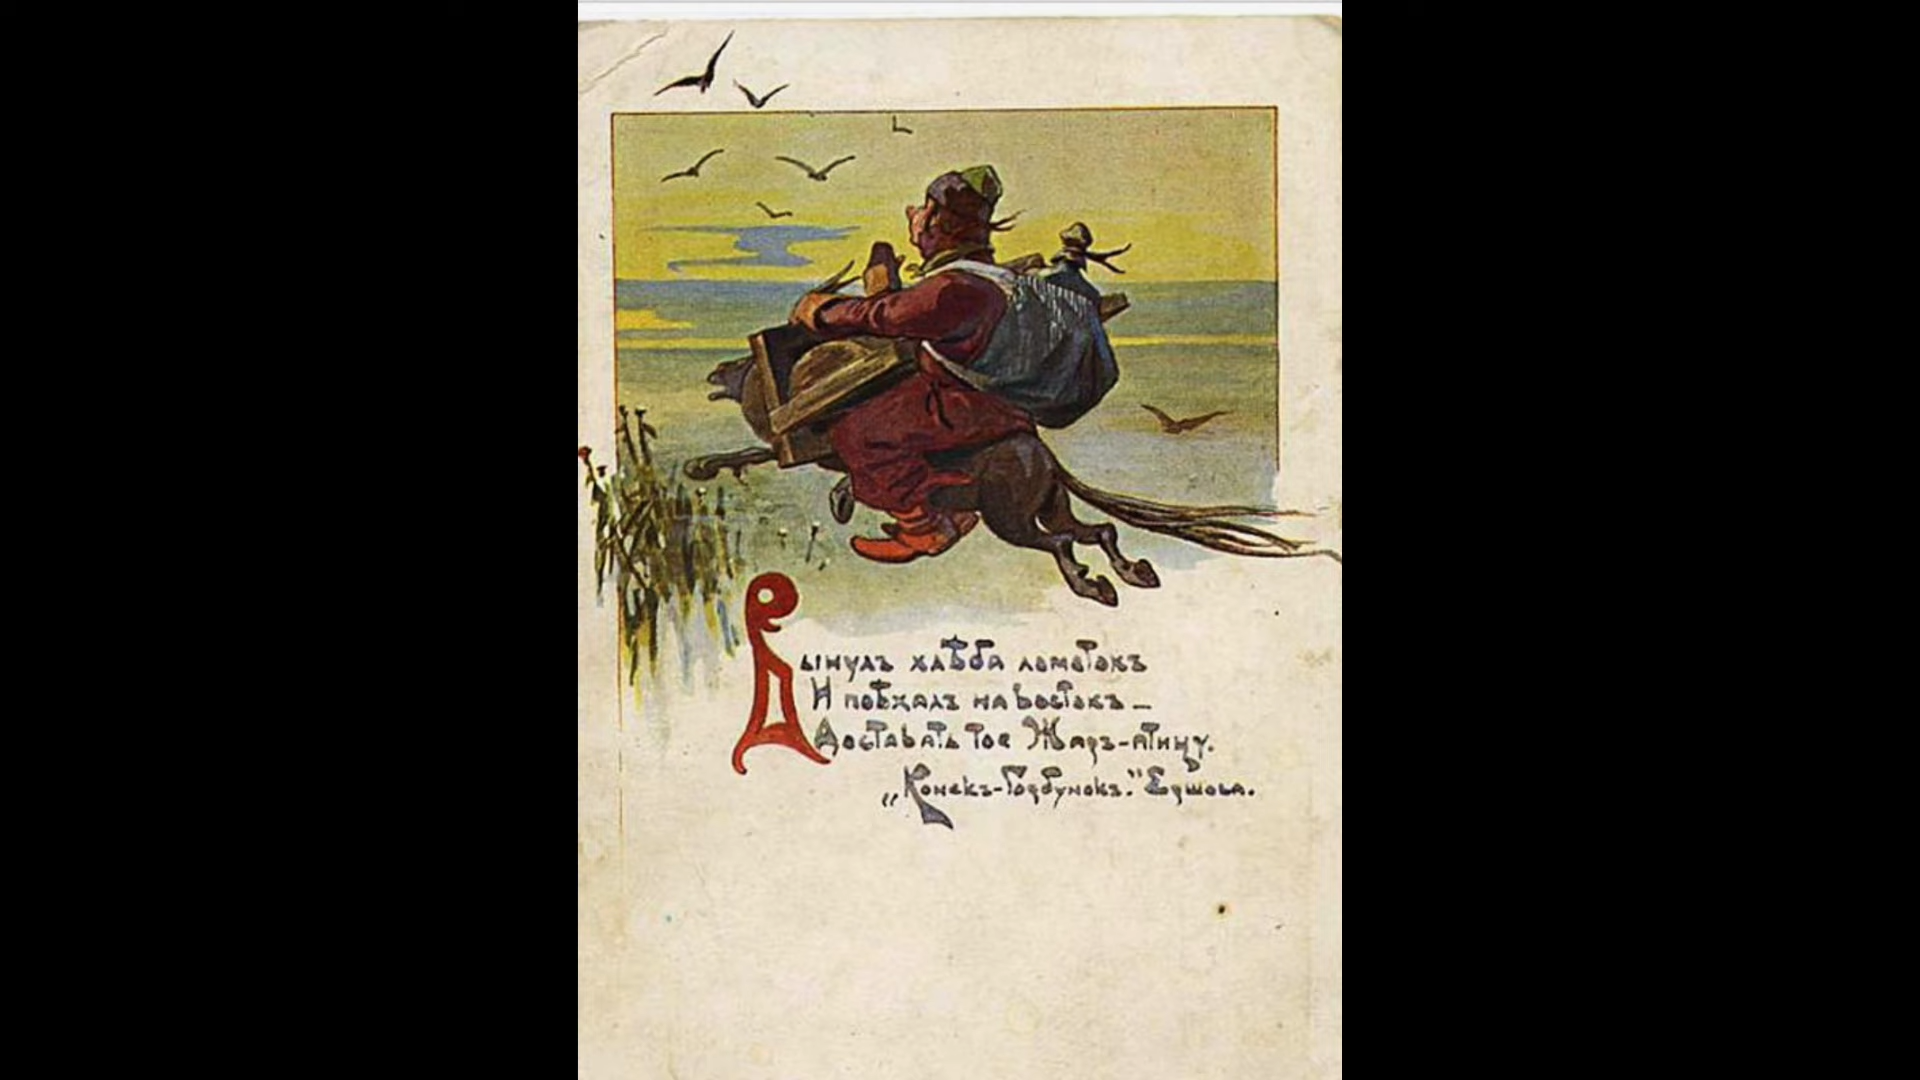 Вынулъ хлѣба ломотокъ
И поѣхалъ на востокъ —
Доставать тое Жаръ-птицу.
„Конекъ-Горбунокъ." Ершова.